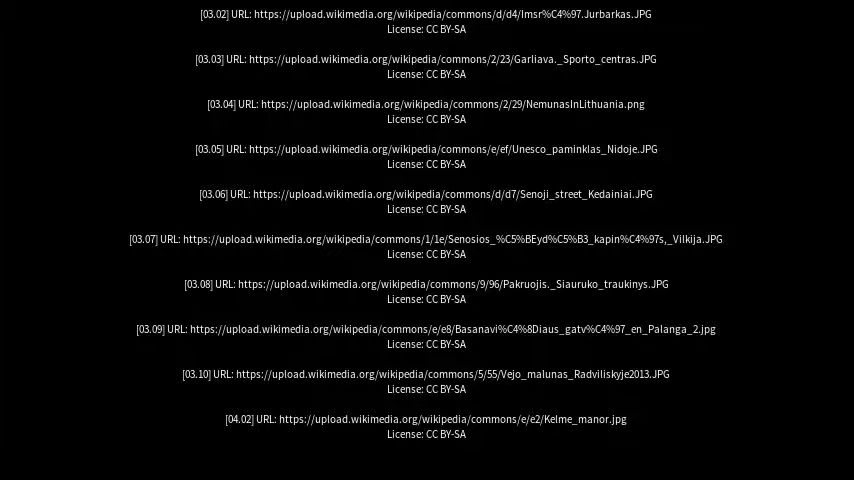 [03.02] URL: https://upload.wikimedia.org/wikipedia/commons/d/d4/Imsr%C4%97.Jurbarkas.JPG
License: CC BY-SA
[03.03] URL: https://upload.wikimedia.org/wikipedia/commons/2/23/Garliava._Sporto_centras.JPG
License: CC BY-SA
[03.04] URL: https://upload.wikimedia.org/wikipedia/commons/2/29/NemunasInLithuania.png
License: CC BY-SA
[03.05] URL: https://upload.wikimedia.org/wikipedia/commons/e/ef/Unesco_paminklas_Nidoje.JPG
License: CC BY-SA
[03.06] URL: https://upload.wikimedia.org/wikipedia/commons/d/d7/Senoji_street_Kedainiai.JPG
License: CC BY-SA
[03.07] URL: https://upload.wikimedia.org/wikipedia/commons/1/1e/Senosios_%C5%BEyd%C5%B3_kapin%C4%97s,_Vilkija.JPG
License: CC BY-SA
[03.08] URL: https://upload.wikimedia.org/wikipedia/commons/9/96/Pakruojis._Siauruko_traukinys.JPG
License: CC BY-SA
[03.09] URL: https://upload.wikimedia.org/wikipedia/commons/e/e8/Basanavi%C4%8Diaus_gatv%C4%97_en_Palanga_2.jpg
License: CC BY-SA
[03.10] URL: https://upload.wikimedia.org/wikipedia/commons/5/55/Vejo_malunas_Radviliskyje2013.JPG
License: CC BY-SA
[04.02] URL: https://upload.wikimedia.org/wikipedia/commons/e/e2/Kelme_manor.jpg
License: CC BY-SA